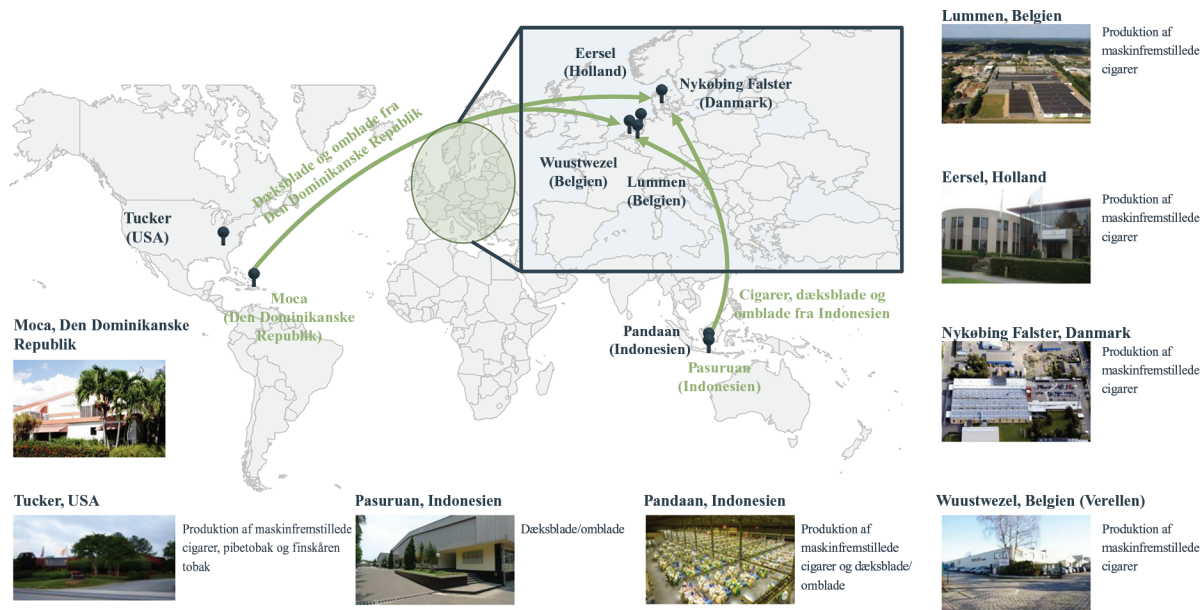 Lummen, Belgien
Produktion af
maskinfremstillede
cigarer
Eersel
(Holland)
Nykøbing Falster
(Danmark)
Dæksblade og omblade fra
Den Dominikanske Republik
Wuustwezel
(Belgien)
Lummen
(Belgien)
Eersel, Holland
Produktion af
maskinfremstillede
cigarer
Tucker
(USA)
Moca
(Den Dominikanske
Republik)
Cigarer, dæksblade og
omblade fra Indonesien
Pandaan
(Indonesien)
Pasuruan
(Indonesien)
Moca, Den Dominikanske
Republik
Nykøbing Falster, Danmark
Produktion af
maskinfremstillede
cigarer
Tucker, USA
Produktion af maskinfremstillede
cigarer, pibetobak og finskåren
tobak
Pasuruan, Indonesien
Dæksblade/omblade
Pandaan, Indonesien
Produktion af
maskinfremstillede
cigarer og dæksblade/
omblade
Wuustwezel, Belgien (Verellen)
Produktion af
maskinfremstillede
cigarer